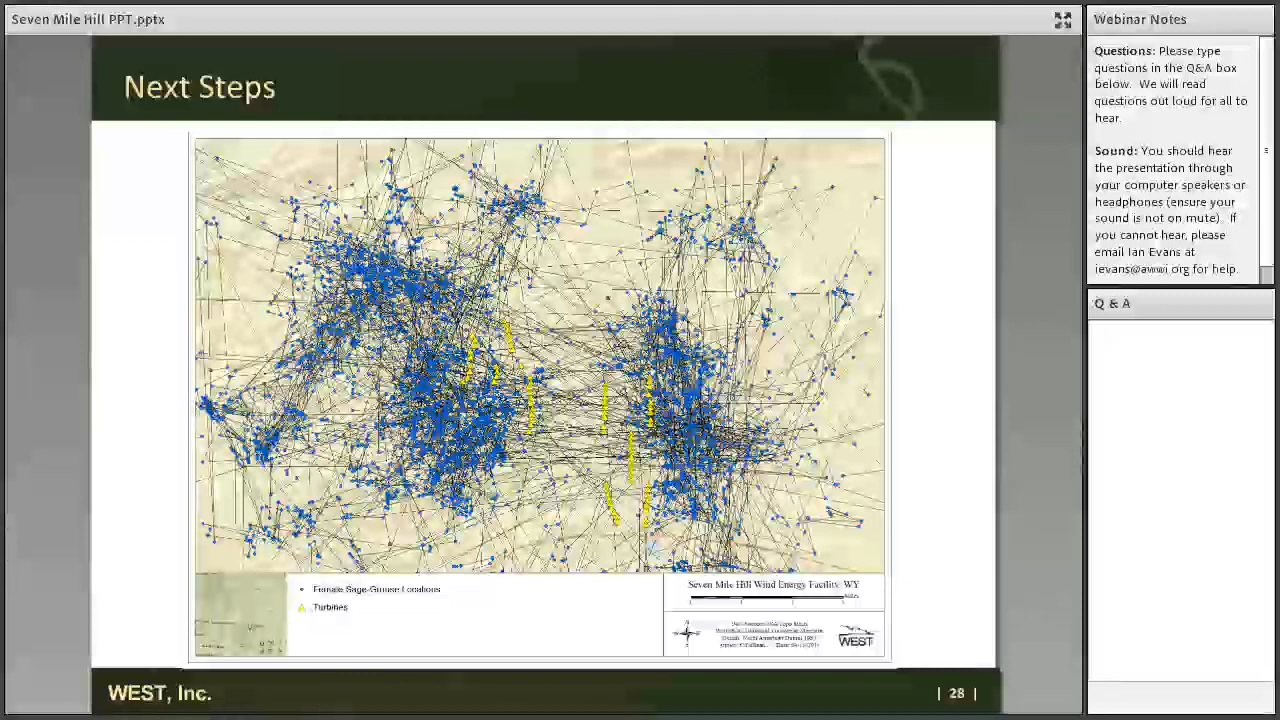 Seven Mile Hill PPT.pptx
Next Steps
Female Sage-Grouse Locations
Turbines
Seven Mile Hill Wind Energy Facility, WY
Miles
WEST
WEST, Inc.
| 28 |
Webinar Notes
Questions: Please type
questions in the Q&A box
below. We will read
questions out loud for all to
hear.
Sound: You should hear
the presentation through
your computer speakers or
headphones (ensure your
sound is not on mute). If
you cannot hear, please
email Ian Evans at
ievans@awwi.org for help.
Q & A